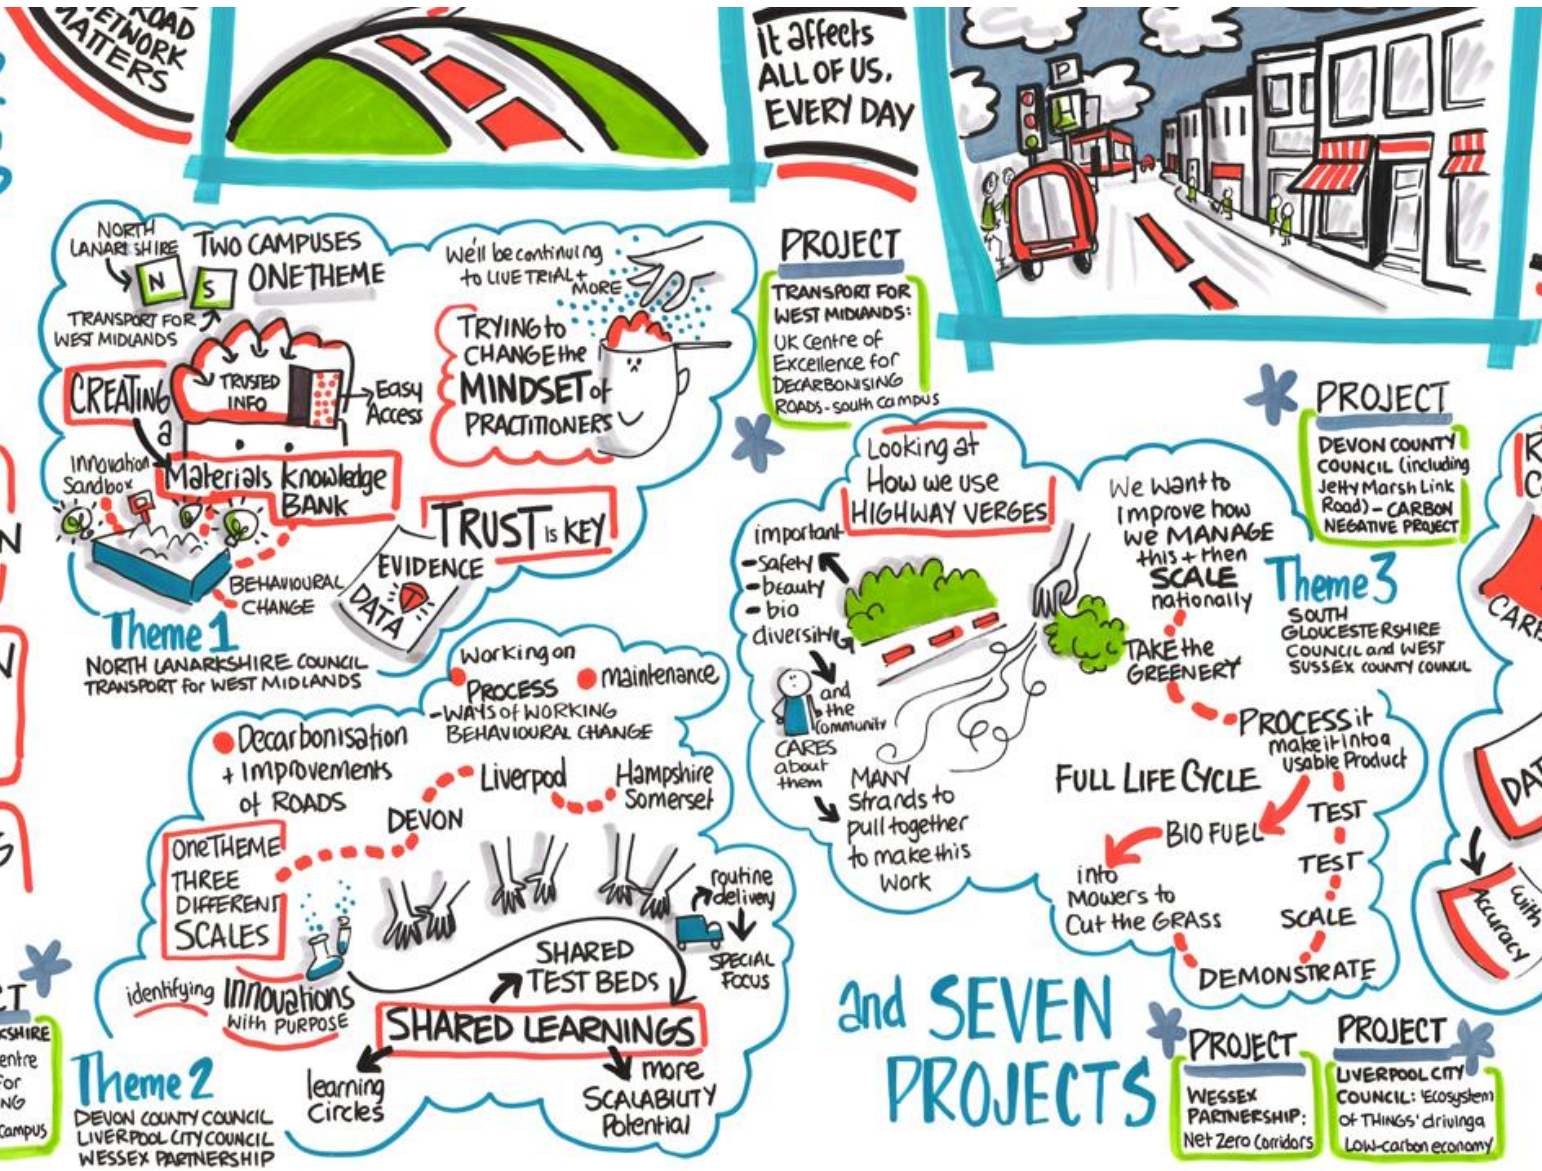 ROAD
NETWORK
MATTERS
it affects
ALL OF US,
EVERY DAY
P
NORTH
LANARKSHIRE
N
S
TWO CAMPUSES
ONE THEME
TRANSPORT FOR
WEST MIDLANDS
CREATING
a
TRUSTED
INFO
Easy
Access
Materials Knowledge
BANK
Innovation
Sandbox
BEHAVIOURAL
CHANGE
We'll be continuing
to LIVE TRIAL +
MORE
TRYING to
CHANGE the
MINDSET of
PRACTITIONERS
TRUST is KEY
EVIDENCE
DATA
Theme 1
NORTH LANARKSHIRE COUNCIL
TRANSPORT for WEST MIDLANDS
PROJECT
TRANSPORT FOR
WEST MIDLANDS:
UK Centre of
Excellence for
DECARBONISING
ROADS - south campus
Working on
PROCESS
maintenance
- WAYS of WORKING
BEHAVIOURAL CHANGE
Decarbonisation
+ Improvements
of ROADS
DEVON
Liverpool
Hampshire
Somerset
One THEME
THREE
DIFFERENT
SCALES
identifying
innovations
with PURPOSE
SHARED
TEST BEDS
routine
delivery
SPECIAL
FOCUS
SHARED LEARNINGS
learning
Circles
more
SCALABILITY
Potential
Theme 2
DEVON COUNTY COUNCIL
LIVERPOOL CITY COUNCIL
WESSEX PARTNERSHIP
Looking at
How we use
HIGHWAY VERGES
important
- safety
- beauty
- bio
diversity
and
the
Community
CARES
about
them
MANY
Strands to
pull together
to make this
work
We want to
improve how
we MANAGE
this + then
SCALE
nationally
TAKE the
GREENERY
PROCESS it
make it into a
usable Product
TEST
TEST
SCALE
DEMONSTRATE
FULL LIFE CYCLE
BIO FUEL
into
Mowers to
Cut the GRASS
PROJECT
DEVON COUNTY
COUNCIL (including
Jetty Marsh Link
Road) - CARBON
NEGATIVE PROJECT
Theme 3
SOUTH
GLOUCESTERSHIRE
COUNCIL and WEST
SUSSEX COUNTY COUNCIL
and SEVEN
PROJECTS
PROJECT
WESSEX
PARTNERSHIP:
Net Zero Corridors
PROJECT
LIVERPOOL CITY
COUNCIL: 'Ecosystem
of THINGS' driving a
Low-carbon economy
with
Accuracy
Campus